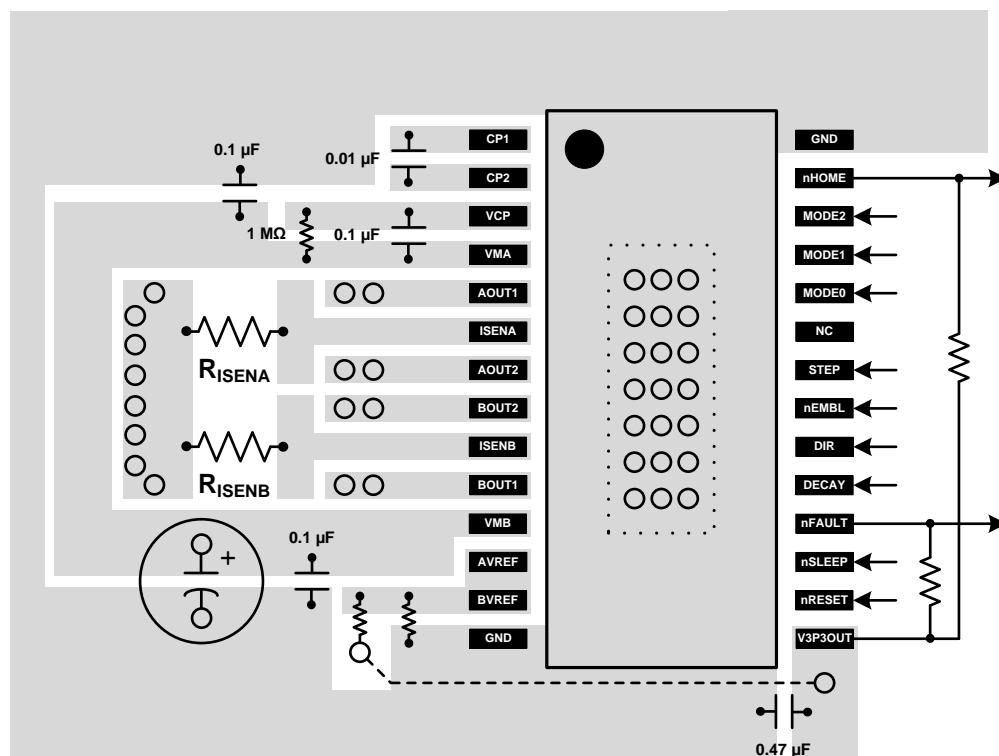 CP1
GND
0.1 µF
0.01 µF
CP2
nHOME
VCP
MODE2
1 MΩ
0.1 µF
VMA
MODE1
AOUT1
MODE0
ISENA
NC
RISENA
AOUT2
STEP
BOUT2
nEMBL
ISENB
DIR
RISENB
BOUT1
DECAY
VMB
nFAULT
0.1 µF
+
AVREF
nSLEEP
BVREF
nRESET
GND
V3P3OUT
0.47 µF